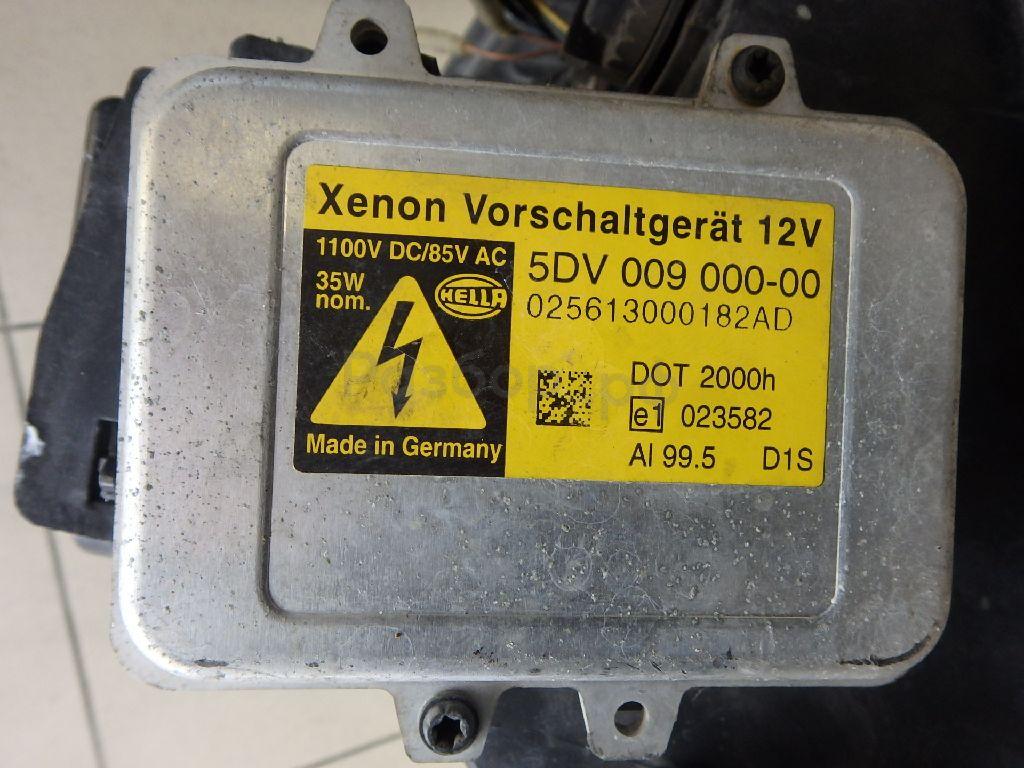 Xenon Vorschaltgerät 12V
1100V DC/85V AC
35W
nom.
HELLA
Made in Germany
5DV 009 000-00
025613000182AD
DOT 2000h
e1 023582
Al 99.5 D1S